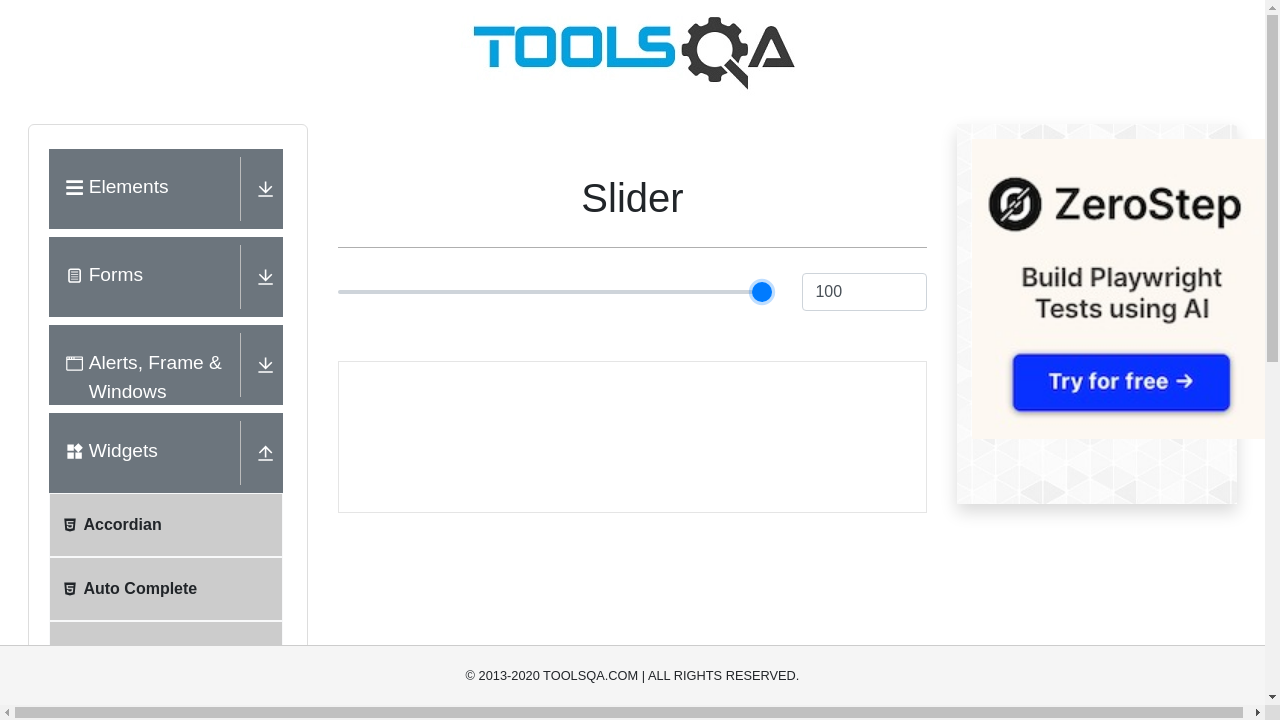 TOOLSQA
Elements
Forms
Alerts, Frame &
Windows
Widgets
Accordian
Auto Complete
Slider
100
ZeroStep
Build Playwright
Tests using AI
Try for free →
© 2013-2020 TOOLSQA.COM | ALL RIGHTS RESERVED.